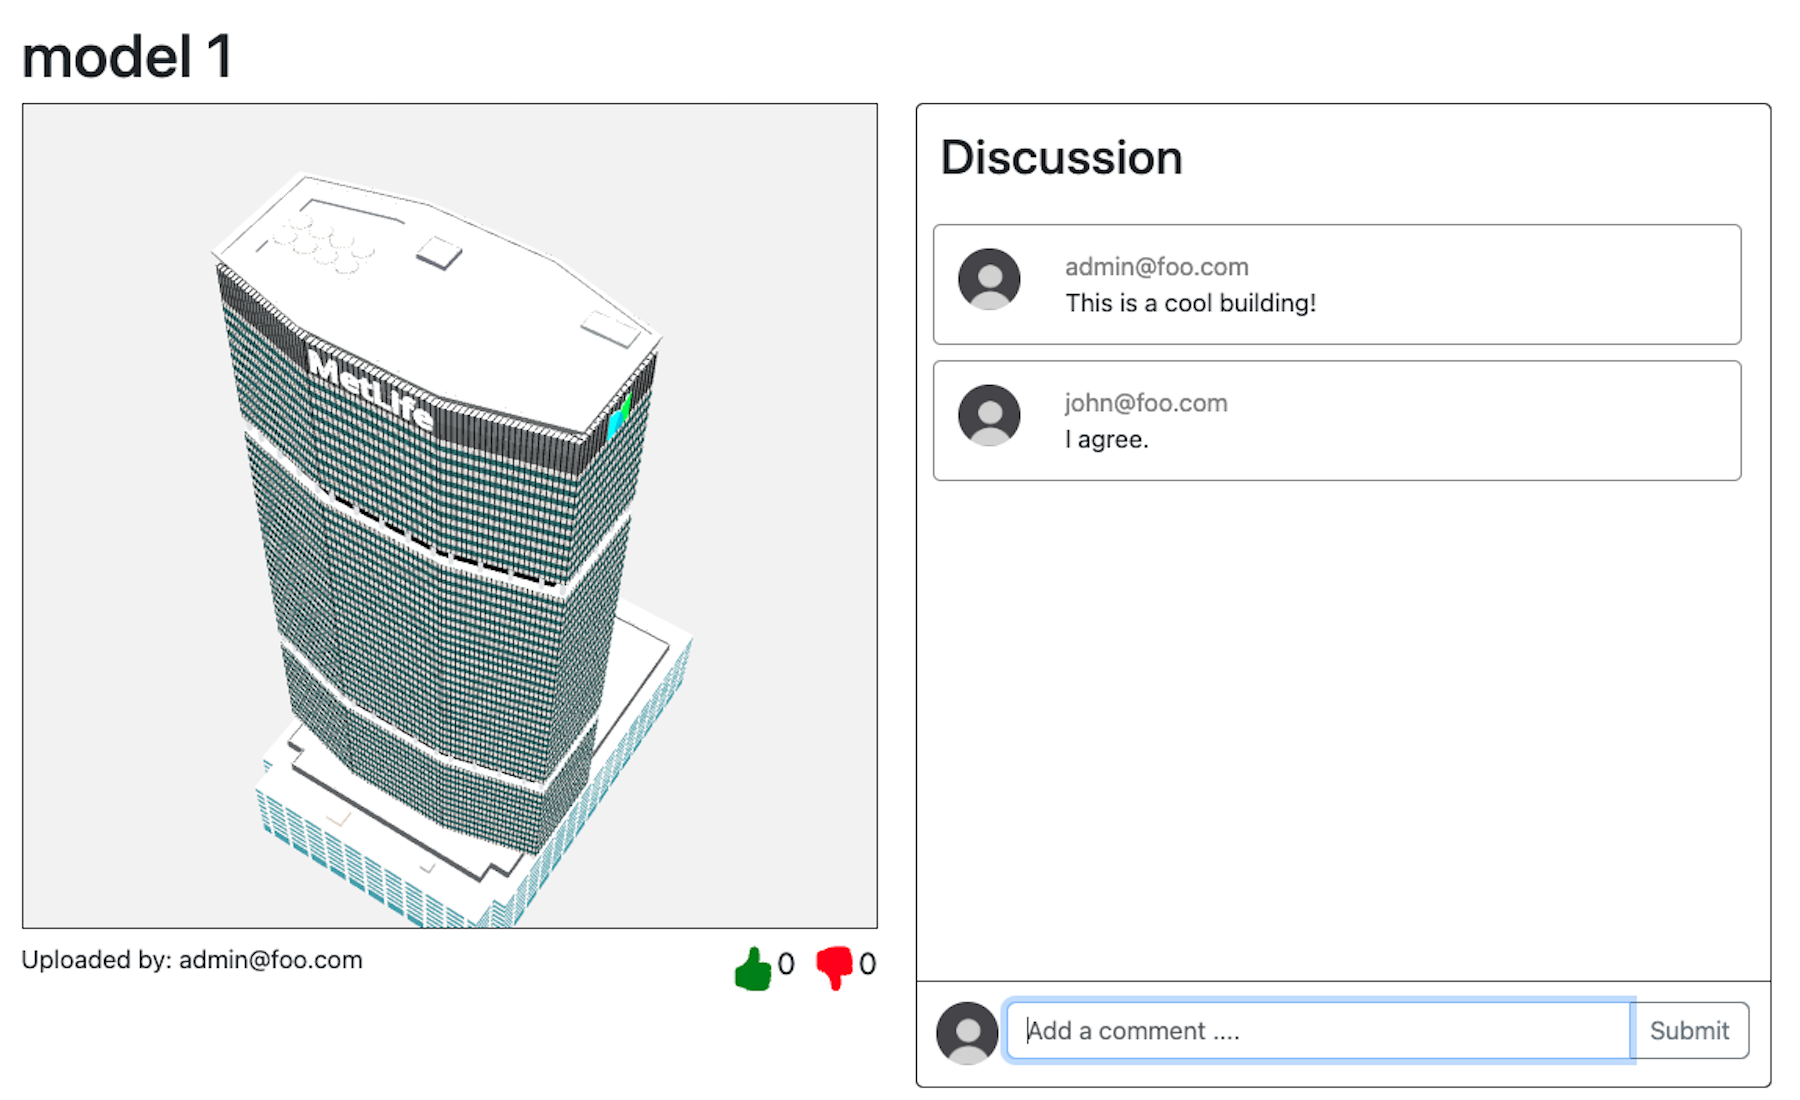 model 1
MetLife
Uploaded by: admin@foo.com
0
0
Discussion
admin@foo.com
This is a cool building!
john@foo.com
I agree.
Add a comment ....
Submit